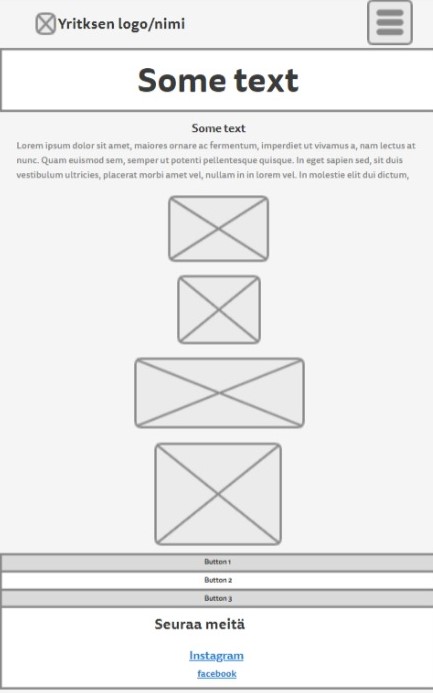 Yritksen logo/nimi
Some text
Some text
Lorem ipsum dolor sit amet, maiores ornare ac fermentum, imperdiet ut vivamus a, nam lectus at
nunc. Quam euismod sem, semper ut potenti pellentesque quisque. In eget sapien sed, sit duis
vestibulum ultricies, placerat morbi amet vel, nullam in in lorem vel. In molestie elit dui dictum,
Button 1
Button 2
Button 3
Seuraa meitä
Instagram
facebook